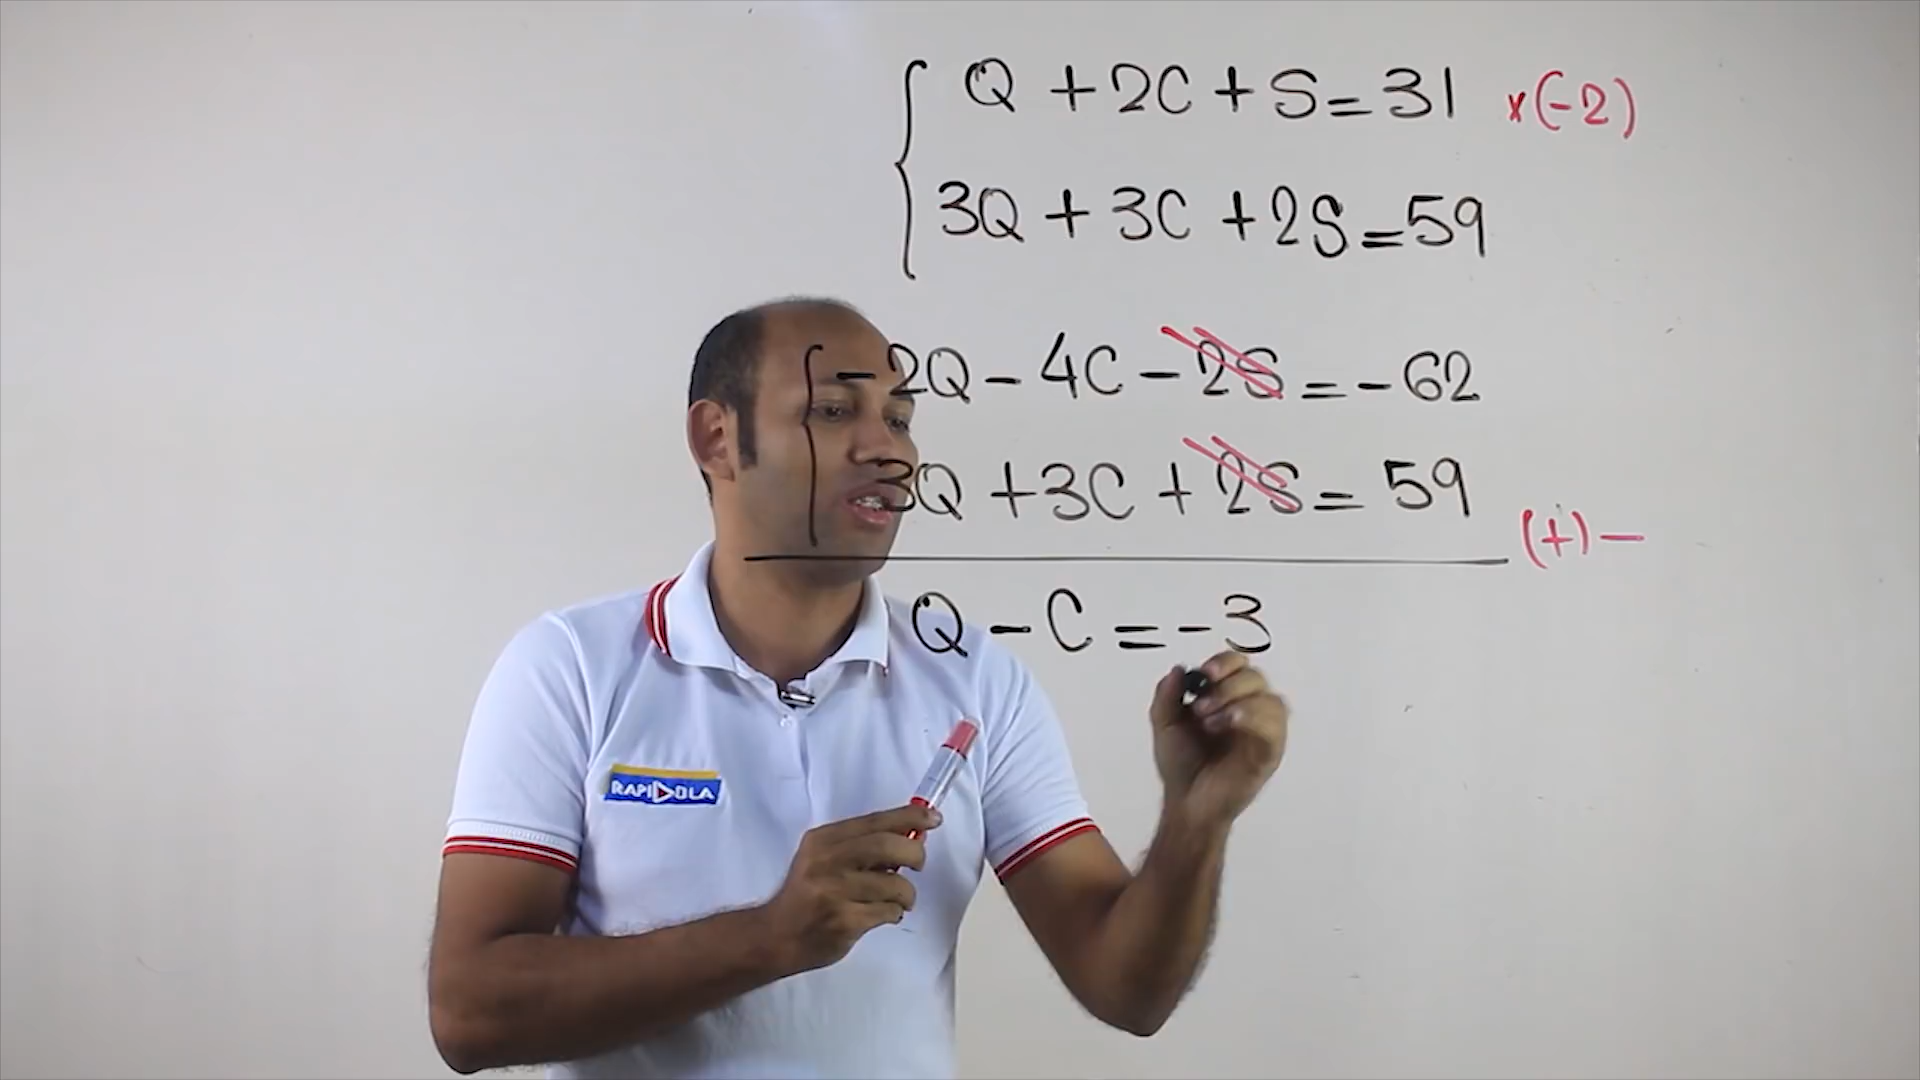 Q + 2C + S = 31 x(-2)
3Q + 3C + 2S = 59
- 2Q - 4C - 2S = - 62
3Q + 3C + 2S = 59
(+) -
Q - C = - 3
RAPIDOLA